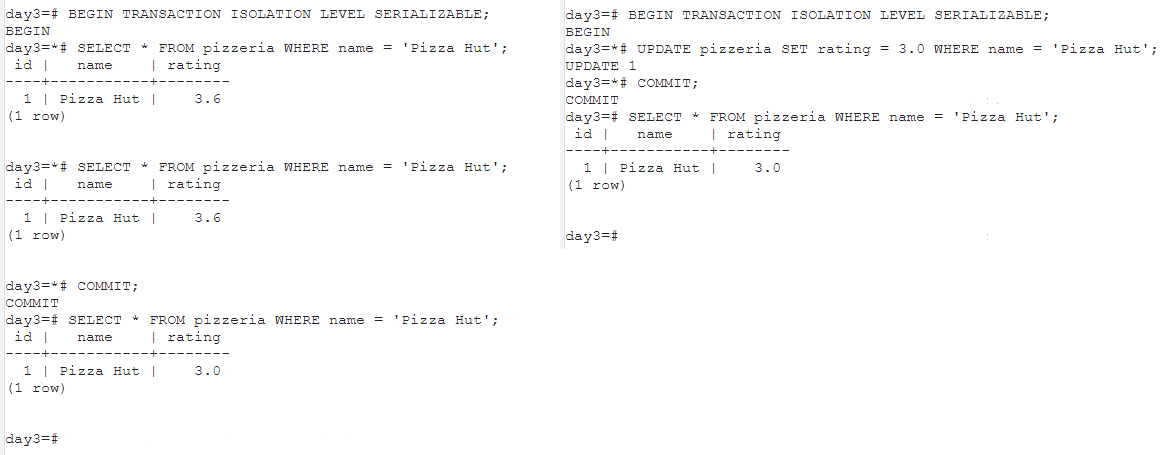 day3=# BEGIN TRANSACTION ISOLATION LEVEL SERIALIZABLE;
BEGIN
day3=*# SELECT * FROM pizzeria WHERE name = 'Pizza Hut';
 id |   name    | rating
----+-----------+--------
  1 | Pizza Hut |    3.6
(1 row)
day3=*# SELECT * FROM pizzeria WHERE name = 'Pizza Hut';
 id |   name    | rating
----+-----------+--------
  1 | Pizza Hut |    3.6
(1 row)
day3=*# COMMIT;
COMMIT
day3=# SELECT * FROM pizzeria WHERE name = 'Pizza Hut';
 id |   name    | rating
----+-----------+--------
  1 | Pizza Hut |    3.0
(1 row)
day3=#
day3=# BEGIN TRANSACTION ISOLATION LEVEL SERIALIZABLE;
BEGIN
day3=*# UPDATE pizzeria SET rating = 3.0 WHERE name = 'Pizza Hut';
UPDATE 1
day3=*# COMMIT;
COMMIT
day3=# SELECT * FROM pizzeria WHERE name = 'Pizza Hut';
 id |   name    | rating
----+-----------+--------
  1 | Pizza Hut |    3.0
(1 row)
day3=#